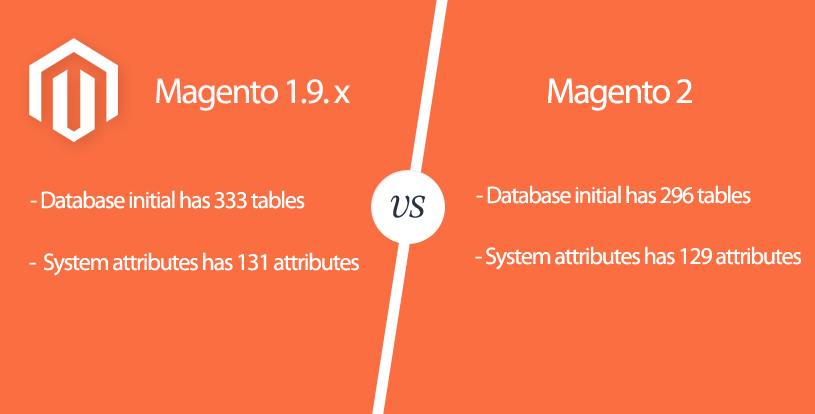 Magento 1.9. x
- Database initial has 333 tables
- System attributes has 131 attributes
VS
Magento 2
- Database initial has 296 tables
- System attributes has 129 attributes